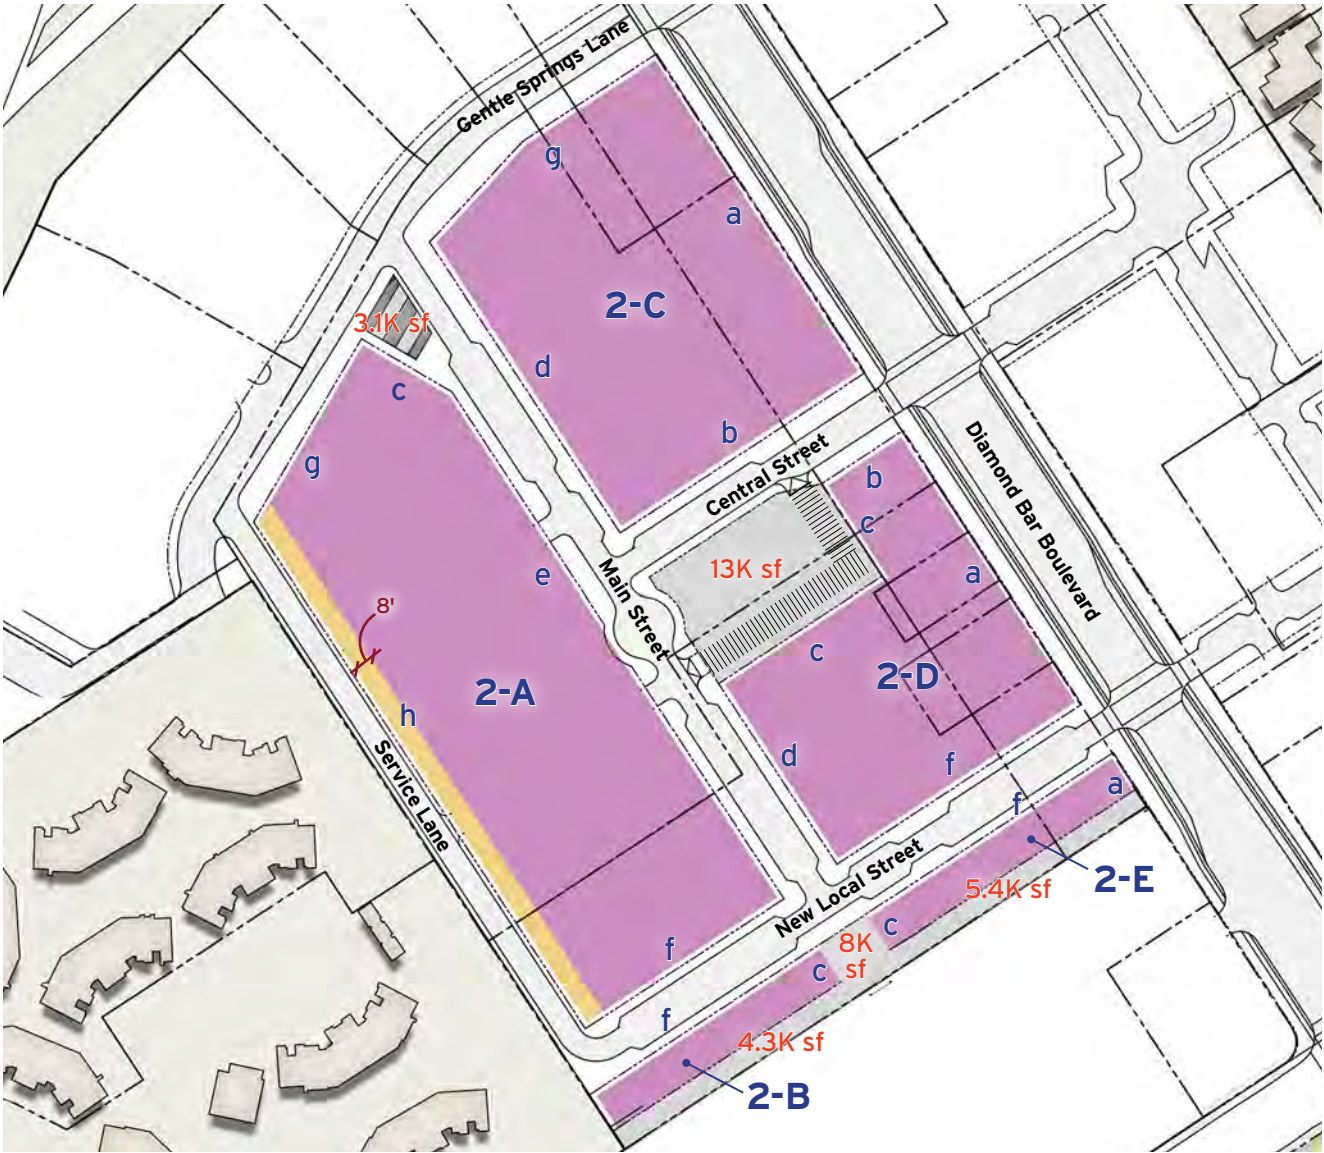 Gentle Springs Lane
g
a
2-C
3.1K sf
d
c
b
Central Street
g
b
c
Diamond Bar Boulevard
13K sf
e
a
Main Street
8'
c
2-D
2-A
h
d
f
Service Lane
a
f
2-E
New Local Street
5.4K sf
c
8K
sf
f
c
f
4.3K sf
2-B